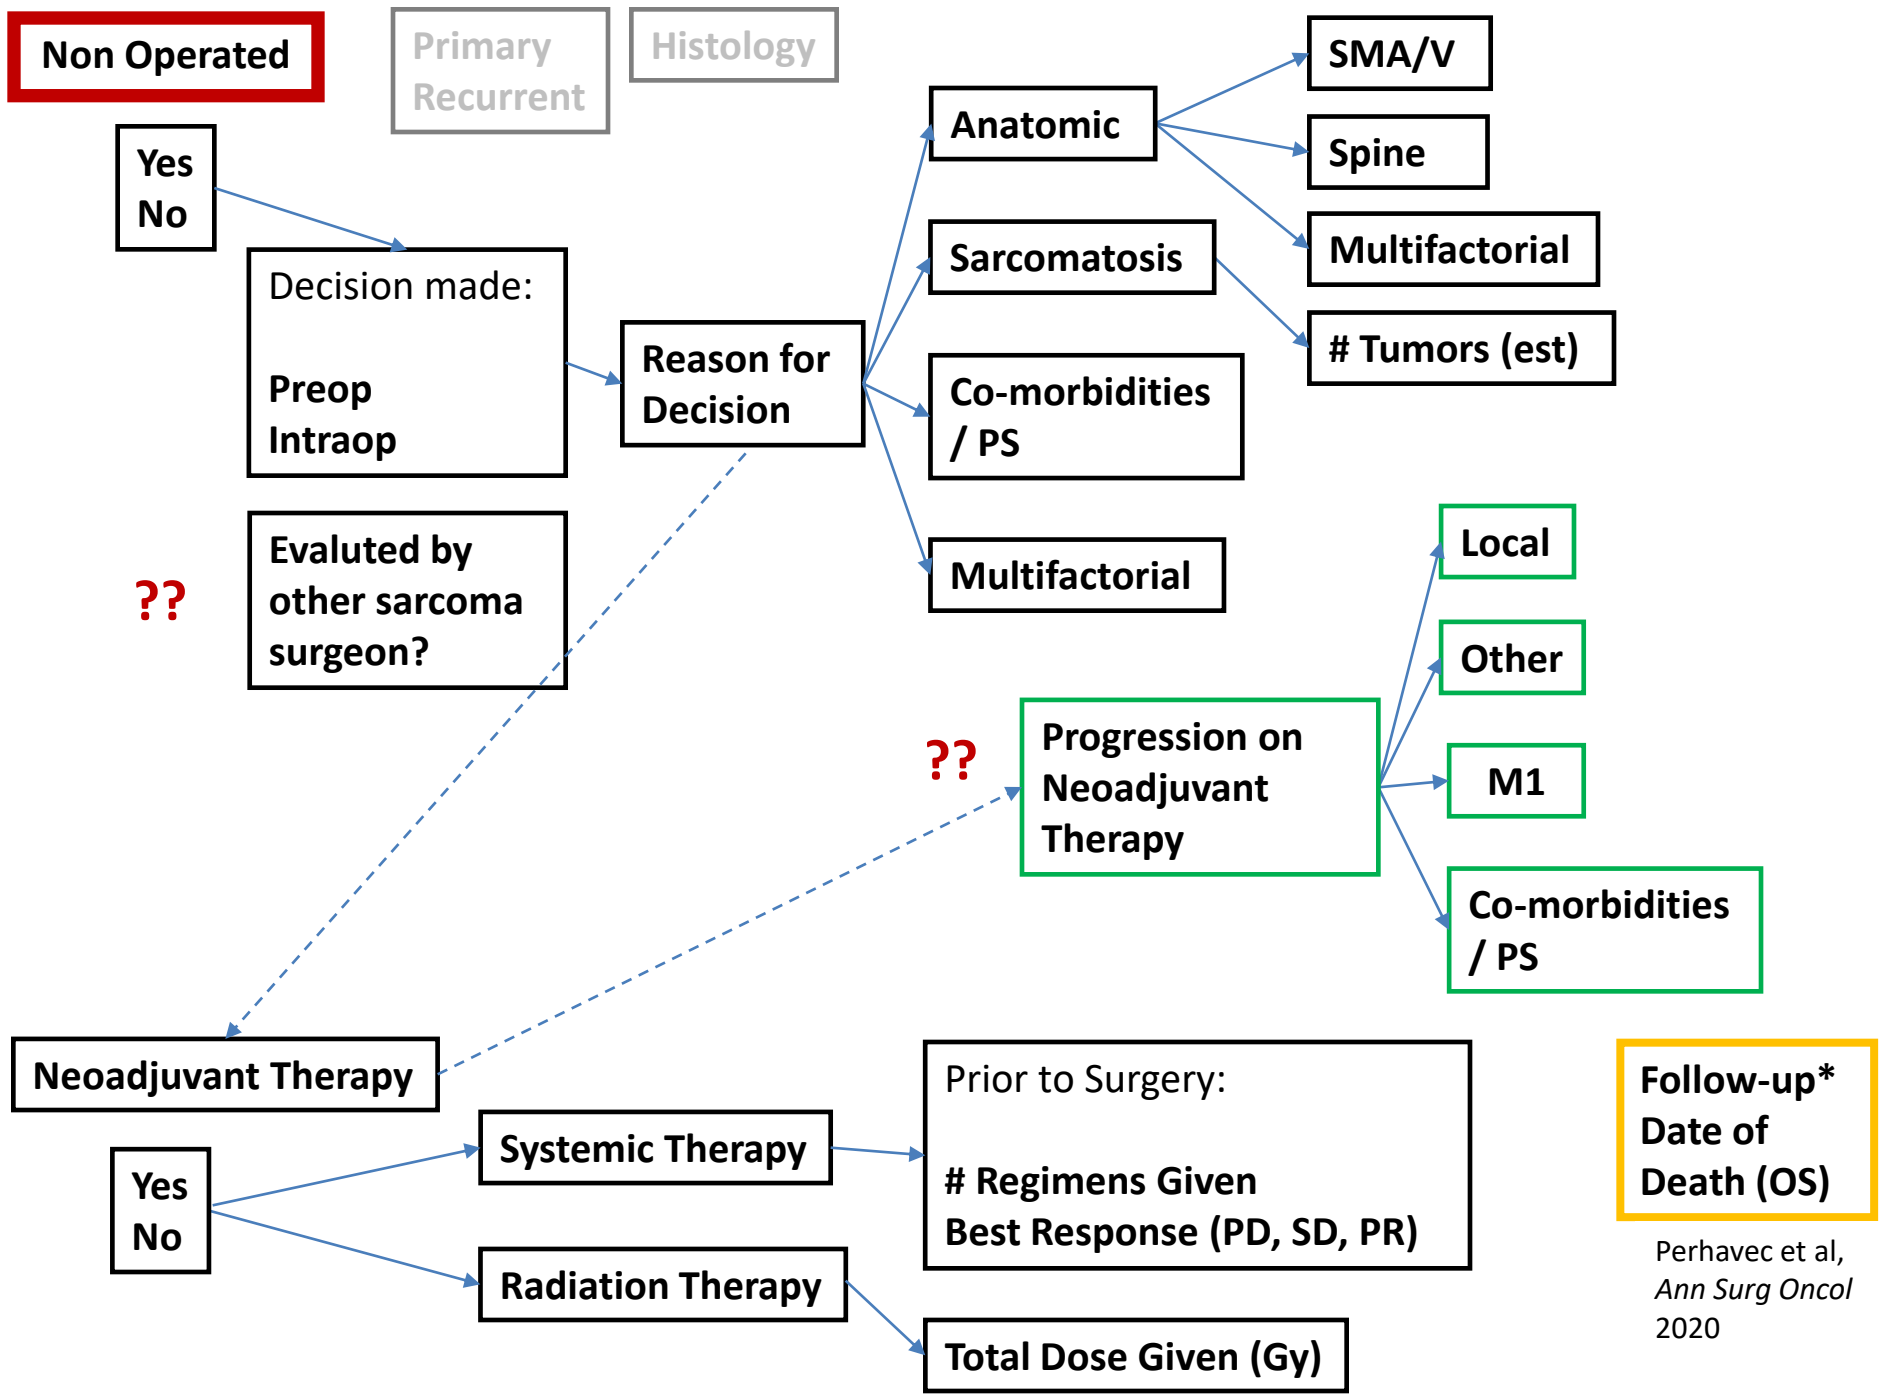 Non Operated
Primary
Recurrent
Histology
Yes
No
Decision made:
Preop
Intraop
Evaluted by
other sarcoma
surgeon?
??
Reason for
Decision
Anatomic
Sarcomatosis
Co-morbidities
/ PS
Multifactorial
SMA/V
Spine
Multifactorial
# Tumors (est)
??
Progression on
Neoadjuvant
Therapy
Local
Other
M1
Co-morbidities
/ PS
Neoadjuvant Therapy
Yes
No
Systemic Therapy
Radiation Therapy
Prior to Surgery:
# Regimens Given
Best Response (PD, SD, PR)
Total Dose Given (Gy)
Follow-up*
Date of
Death (OS)
Perhavec et al,
Ann Surg Oncol
2020